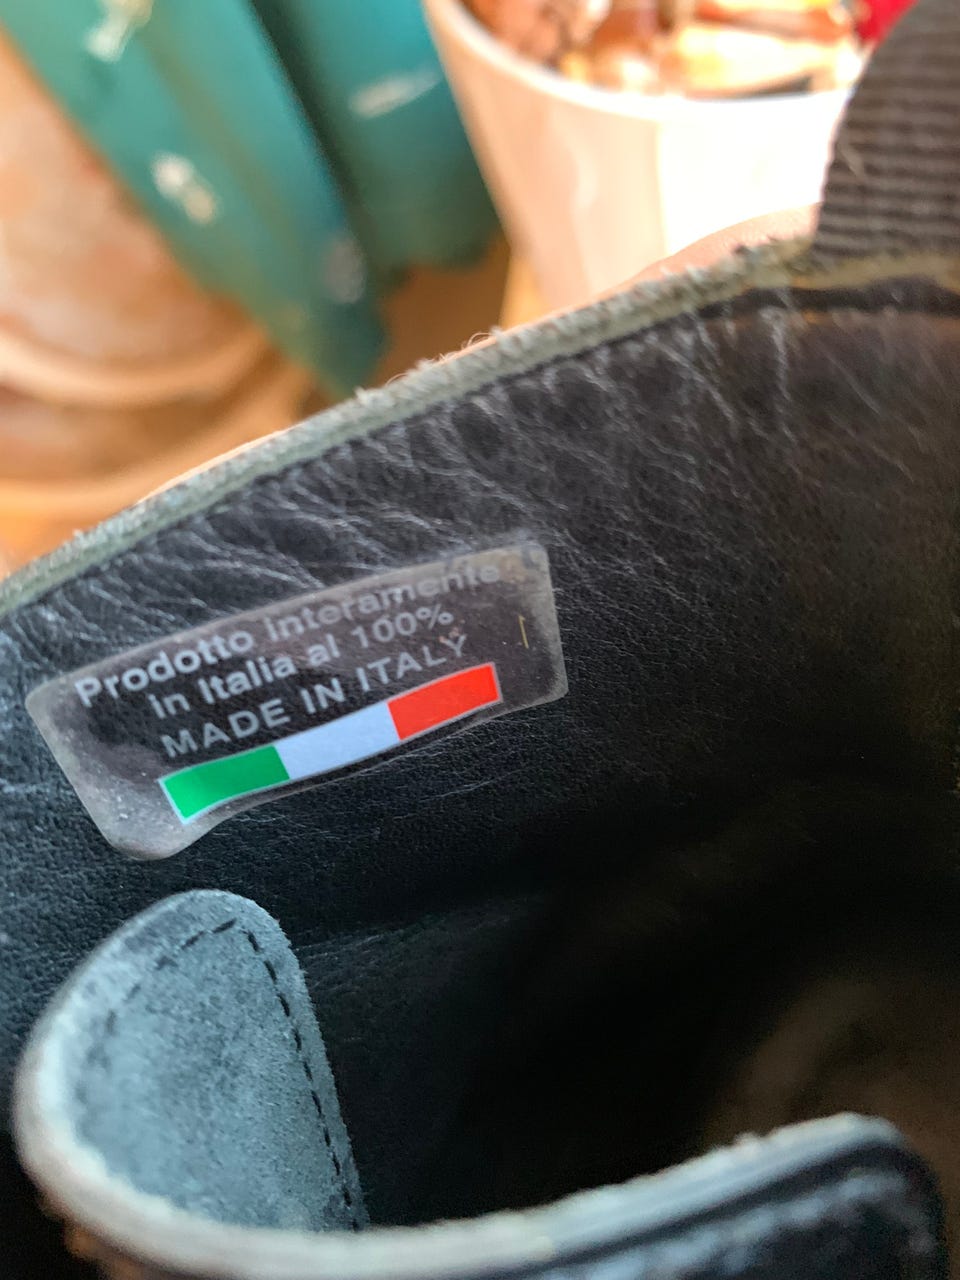 Prodotto interamente
in Italia al 100%
MADE IN ITALY